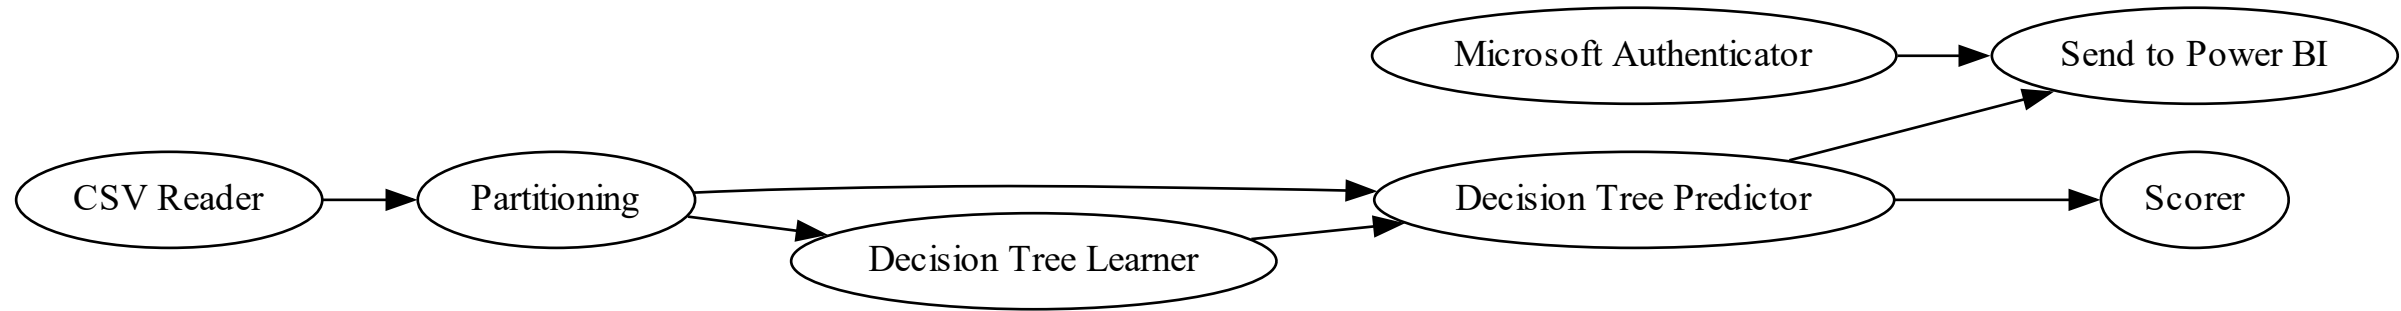 Microsoft Authenticator
Send to Power BI
CSV Reader
Partitioning
Decision Tree Predictor
Scorer
Decision Tree Learner